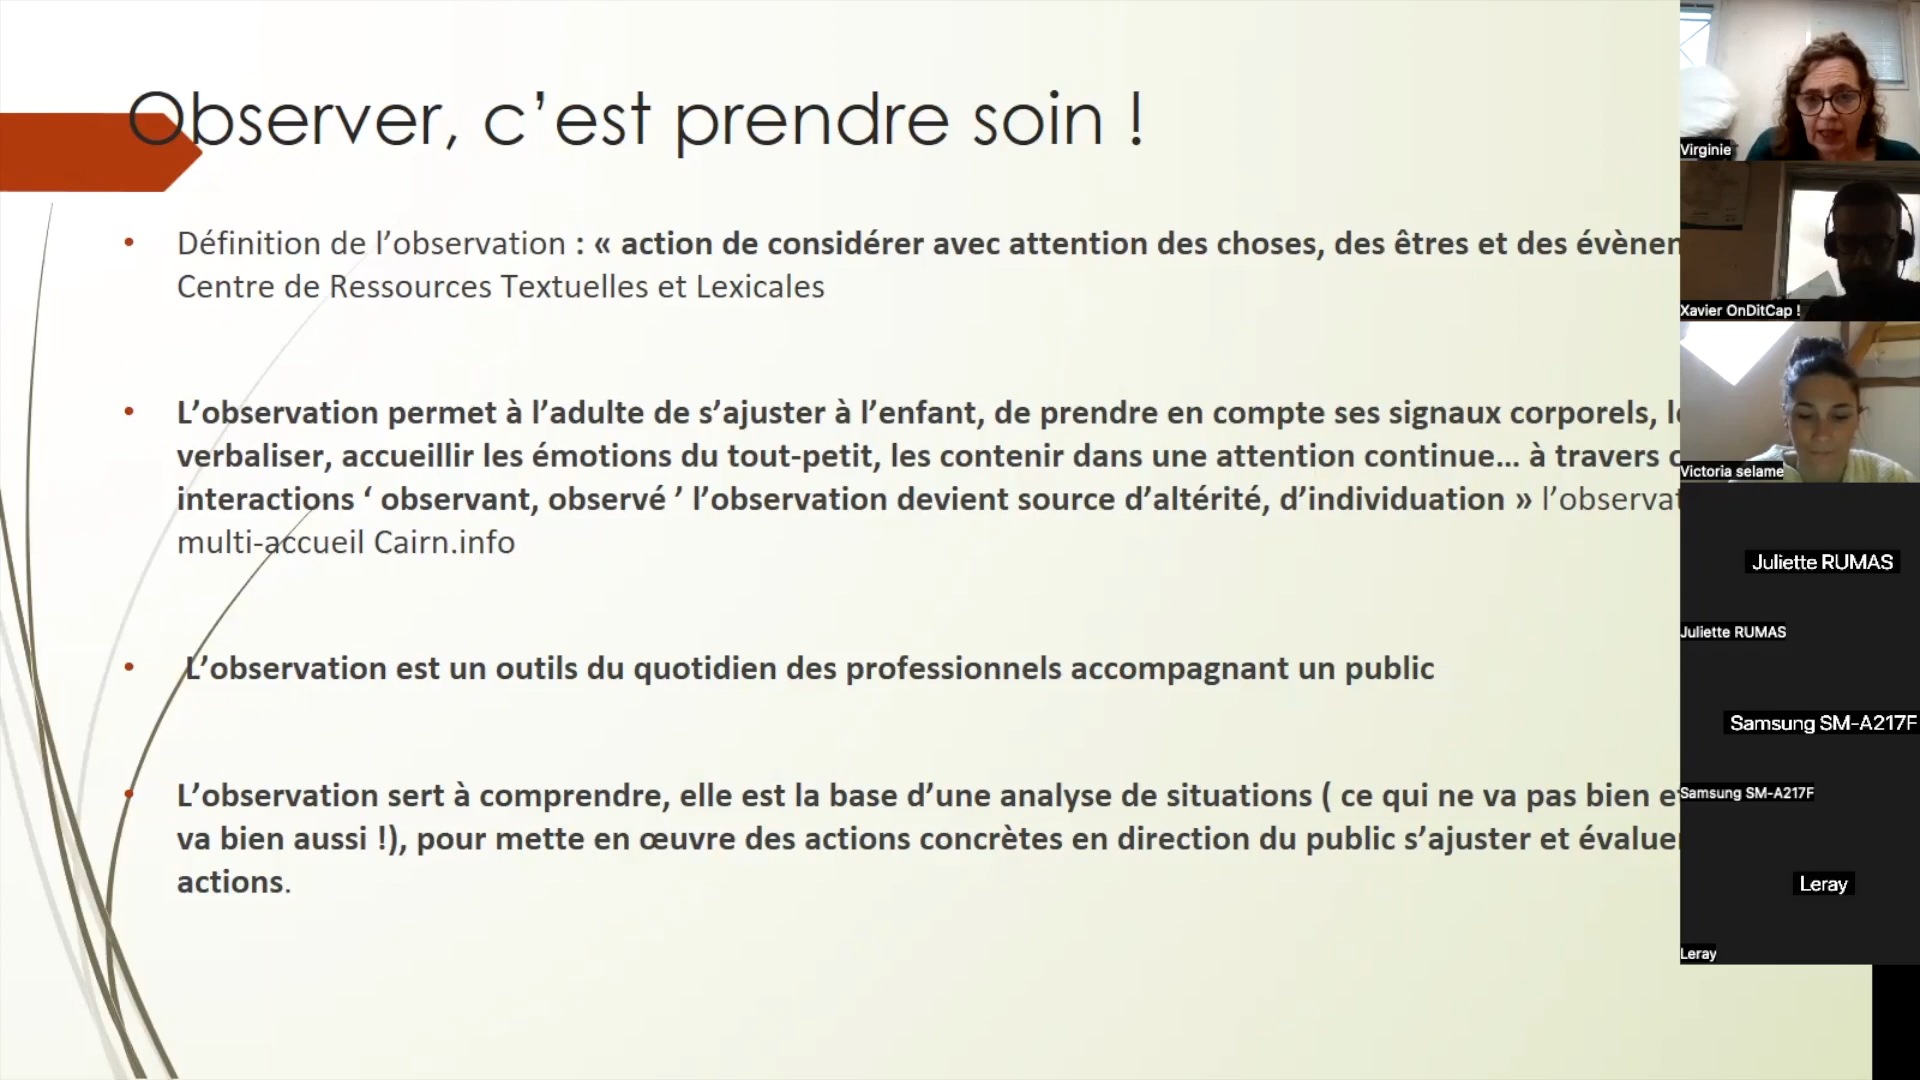 Observer, c’est prendre soin !
Définition de l’observation : « action de considérer avec attention des choses, des êtres et des
Centre de Ressources Textuelles et Lexicales
L’observation permet à l’adulte de s’ajuster à l’enfant, de prendre en compte ses signaux corporels,
verbaliser, accueillir les émotions du tout-petit, les contenir dans une attention continue… à travers
interactions ‘ observant, observé ’ l’observation devient source d’altérité, d’individuation »
multi-accueil Cairn.info
L’observation est un outils du quotidien des professionnels accompagnant un public
L’observation sert à comprendre, elle est la base d’une analyse de situations ( ce qui ne va pas bien
va bien aussi !), pour mette en œuvre des actions concrètes en direction du public s’ajuster et
actions.
Virginie
Xavier OnDitCap !
Victoria selame
Juliette RUMAS
Juliette RUMAS
Samsung SM-A217F
Samsung SM-A217F
Leray
Leray